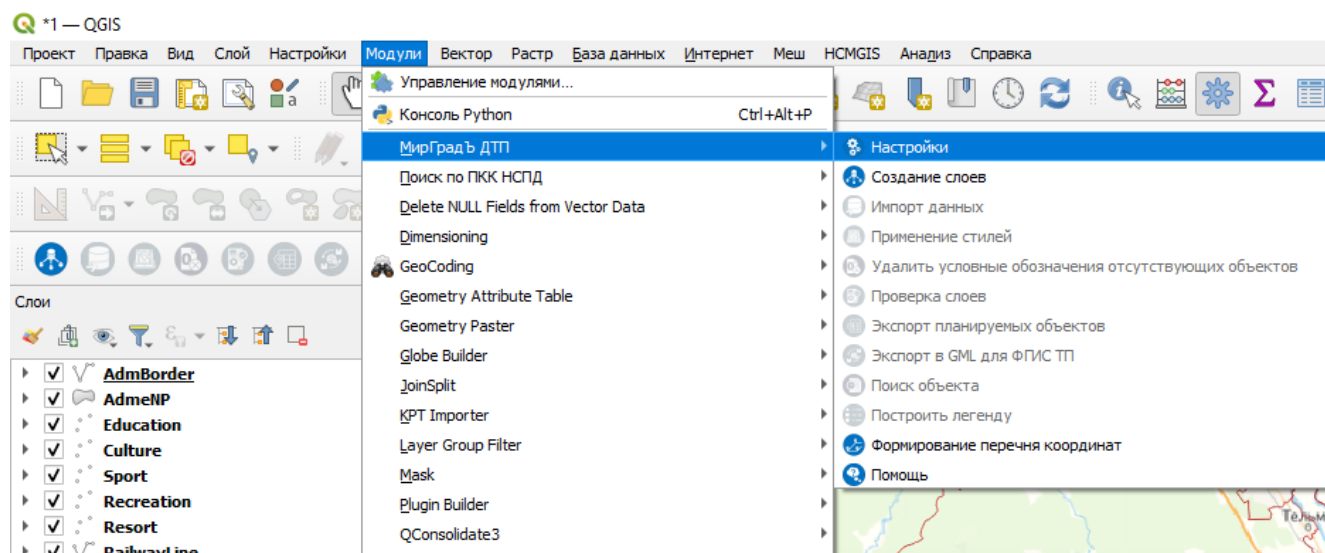 *1 — QGIS
Проект Правка Вид Слой Настройки Модули Вектор Растр База данных Интернет Меш HCMGIS Анализ Справка
Управление модулями...
Консоль Python Ctrl+Alt+P
МирГрадЪ ДТП
Поиск по ПКК НСПД
Delete NULL Fields from Vector Data
Dimensioning
GeoCoding
Geometry Attribute Table
Geometry Paster
Globe Builder
JoinSplit
KPT Importer
Layer Group Filter
Mask
Plugin Builder
QConsolidate3
Настройки
Создание слоев
Импорт данных
Применение стилей
Удалить условные обозначения отсутствующих объектов
Проверка слоев
Экспорт планируемых объектов
Экспорт в GML для ФГИС ТП
Поиск объекта
Построить легенду
Формирование перечня координат
Помощь
Слои
AdmBorder
AdmeNP
Education
Culture
Sport
Recreation
Resort
RailwayLine